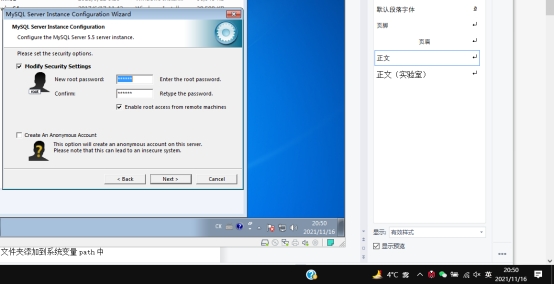 MySQL Server Instance Configuration Wizard
MySQL Server Instance Configuration
Configure the MySQL Server 5.5 server instance.
Please set the security options.
Modify Security Settings
New root password: ****** Enter the root password.
Confirm: ****** Retype the password.
Enable root access from remote machines
root
Create An Anonymous Account
This option will create an anonymous account on this server.
Please note that this can lead to an insecure system.
< Back Next > Cancel
CH
20:50
2021/11/16
文件夹添加到系统变量 path 中
默认段落字体 a
页脚
页眉
正文
正文（实验室）
显示: 有效样式
显示预览
4°C 雾
英
20:50
2021/11/16